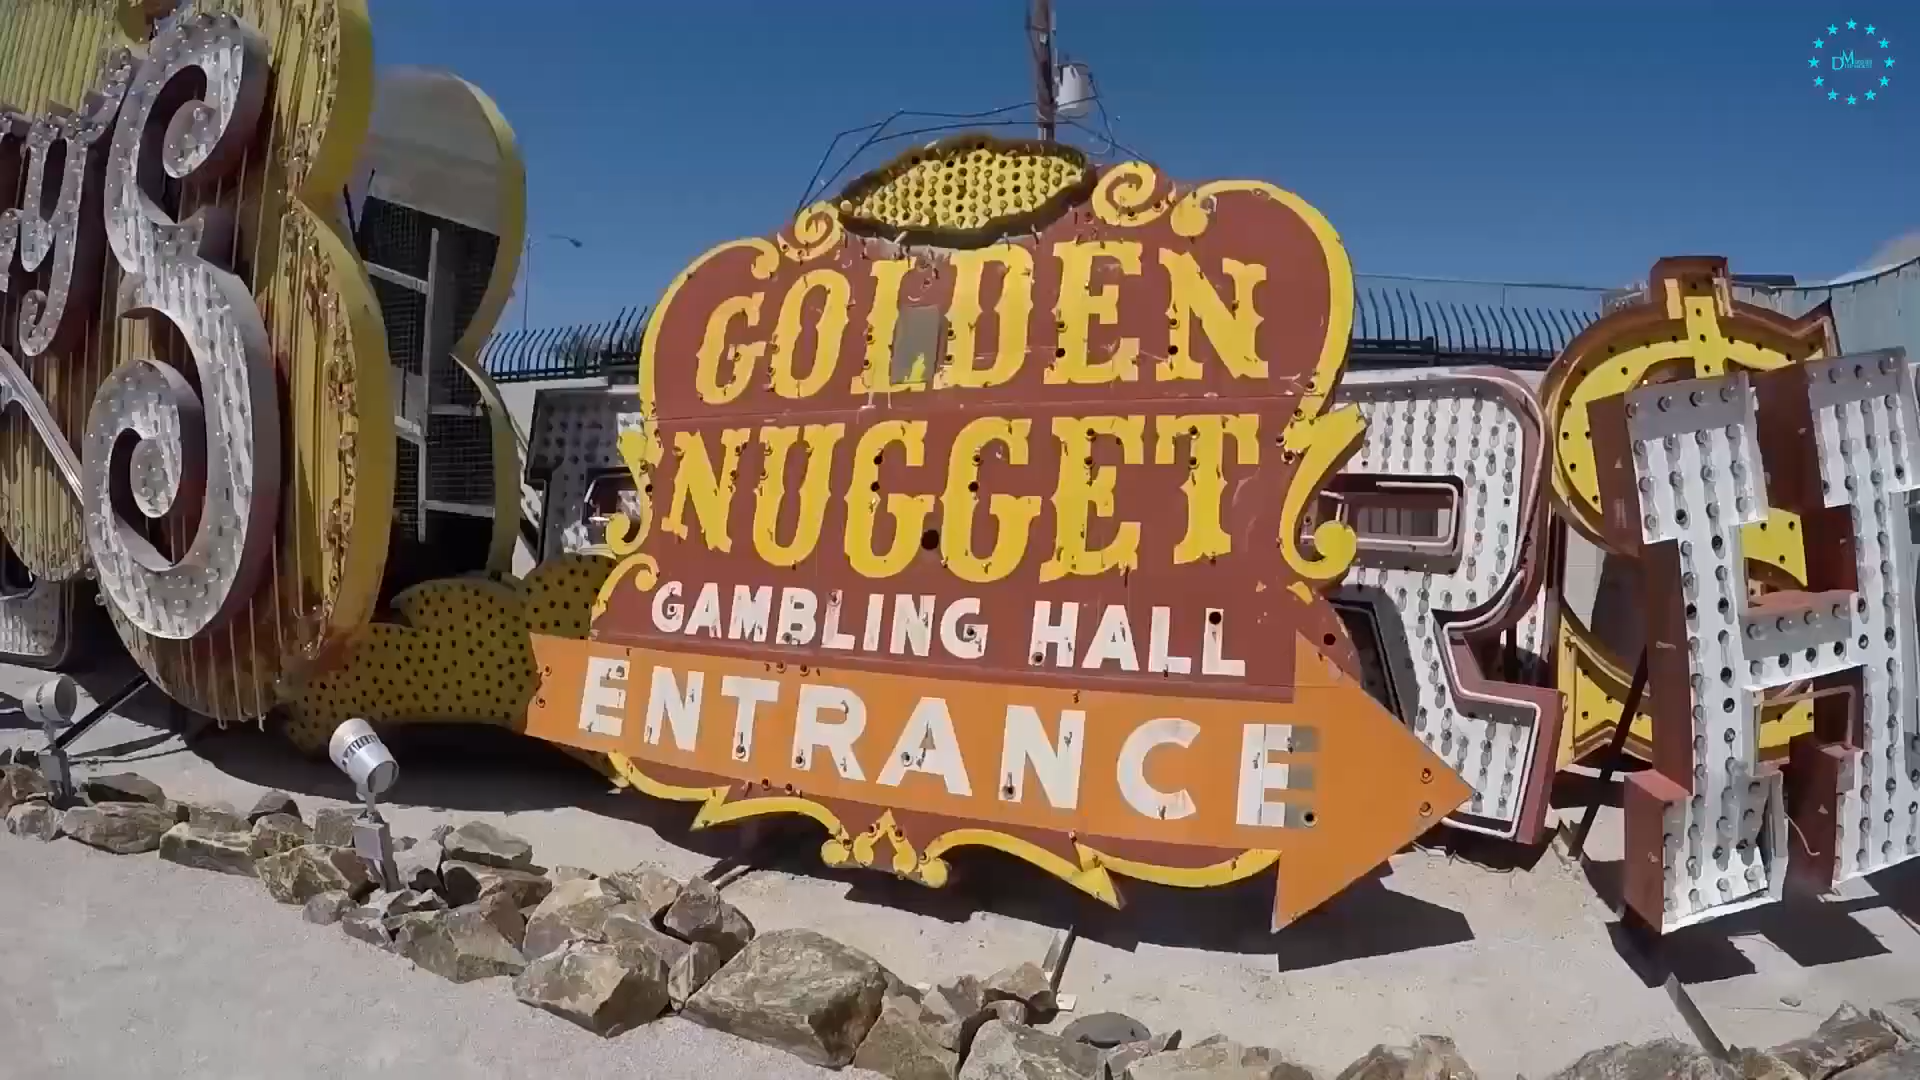 GOLDEN
NUGGET
GAMBLING HALL
ENTRANCE
y's
R
$
H